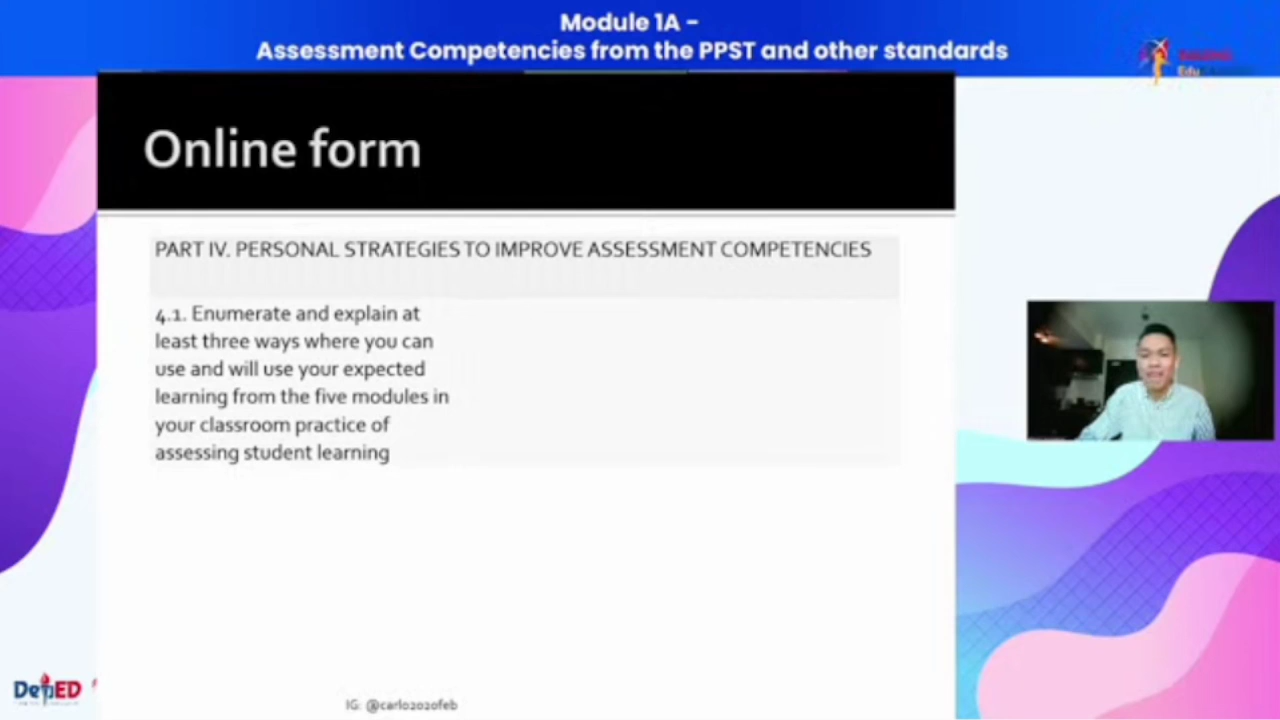 Module 1A -
Assessment Competencies from the PPST and other standards
Edu
Online form
PART IV. PERSONAL STRATEGIES TO IMPROVE ASSESSMENT COMPETENCIES
4.1. Enumerate and explain at
least three ways where you can
use and will use your expected
learning from the five modules in
your classroom practice of
assessing student learning
DepED
IG: @carlo2020feb